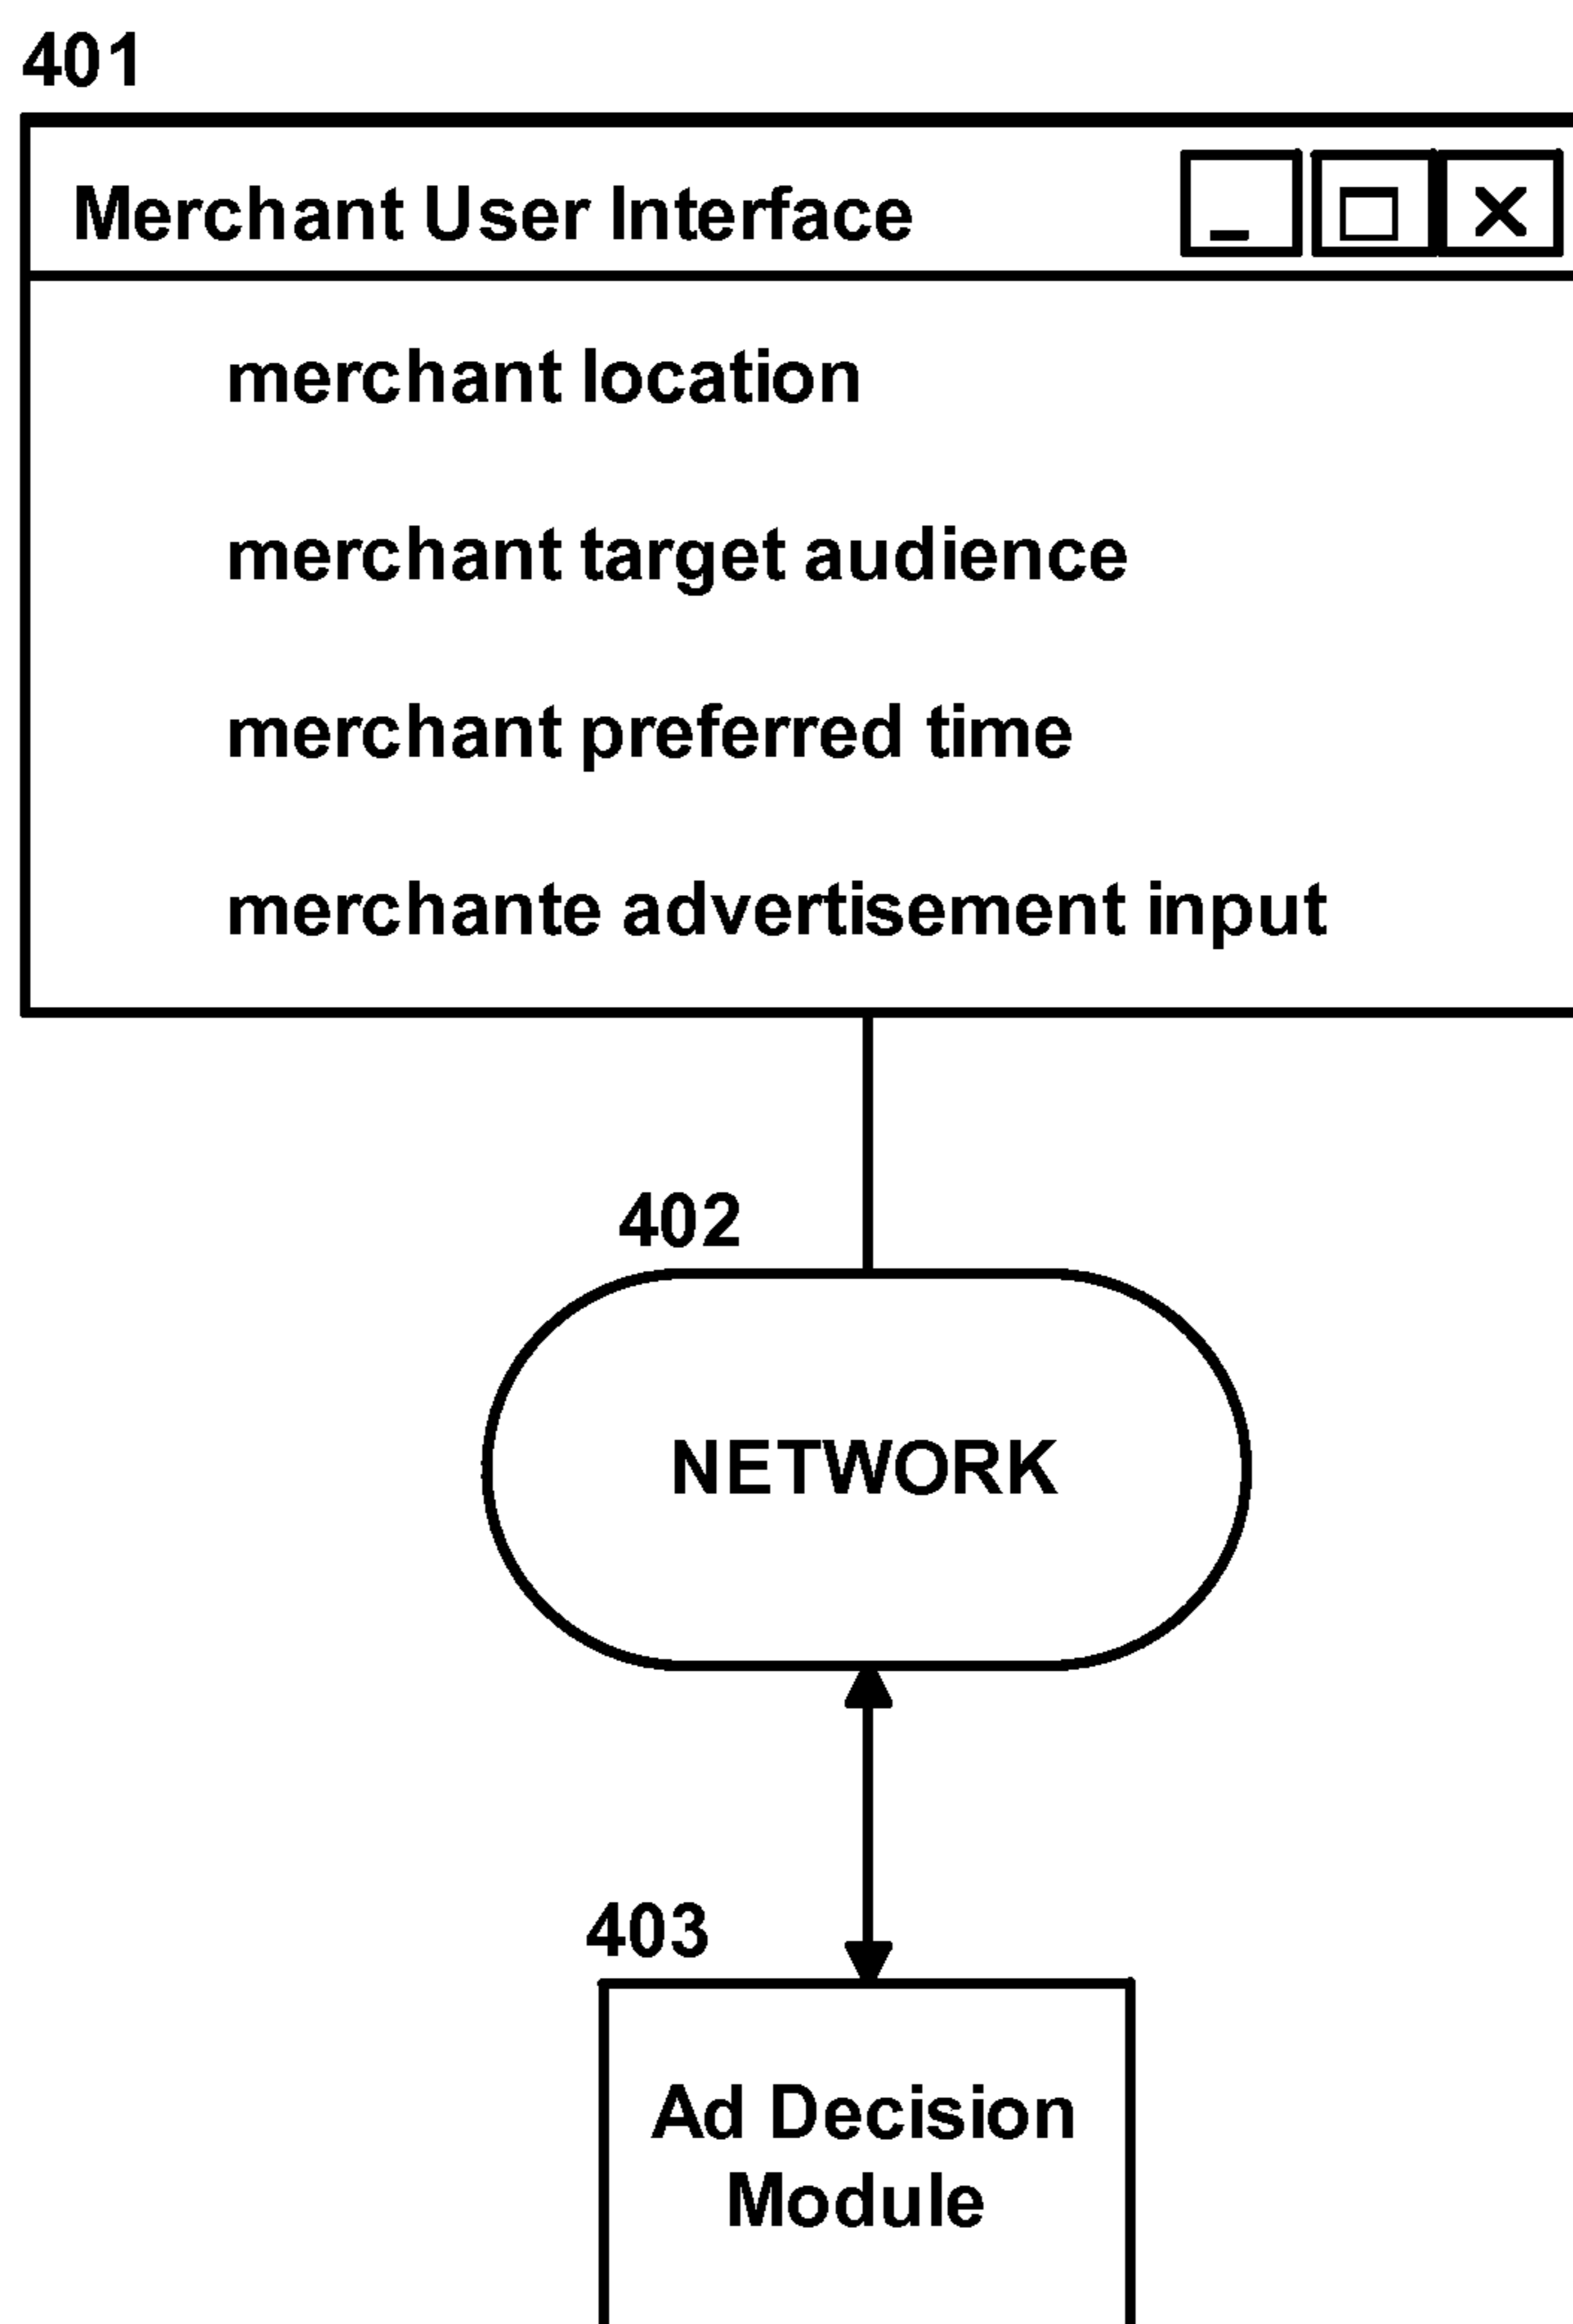 401
Merchant User Interface
merchant location
merchant target audience
merchant preferred time
merchante advertisement input
402
NETWORK
403
Ad Decision
Module